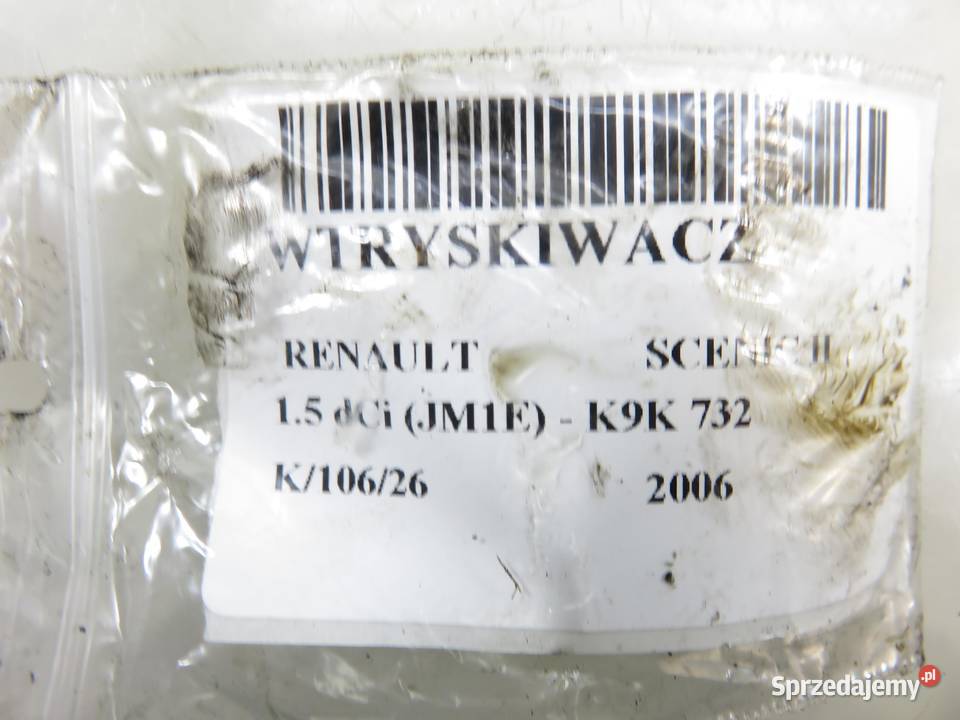 WTRYSKIWACZ
RENAULT SCENIC II
1.5 dCi (JM1E) - K9K 732
K/106/26 2006
Sprzedajemy.pl